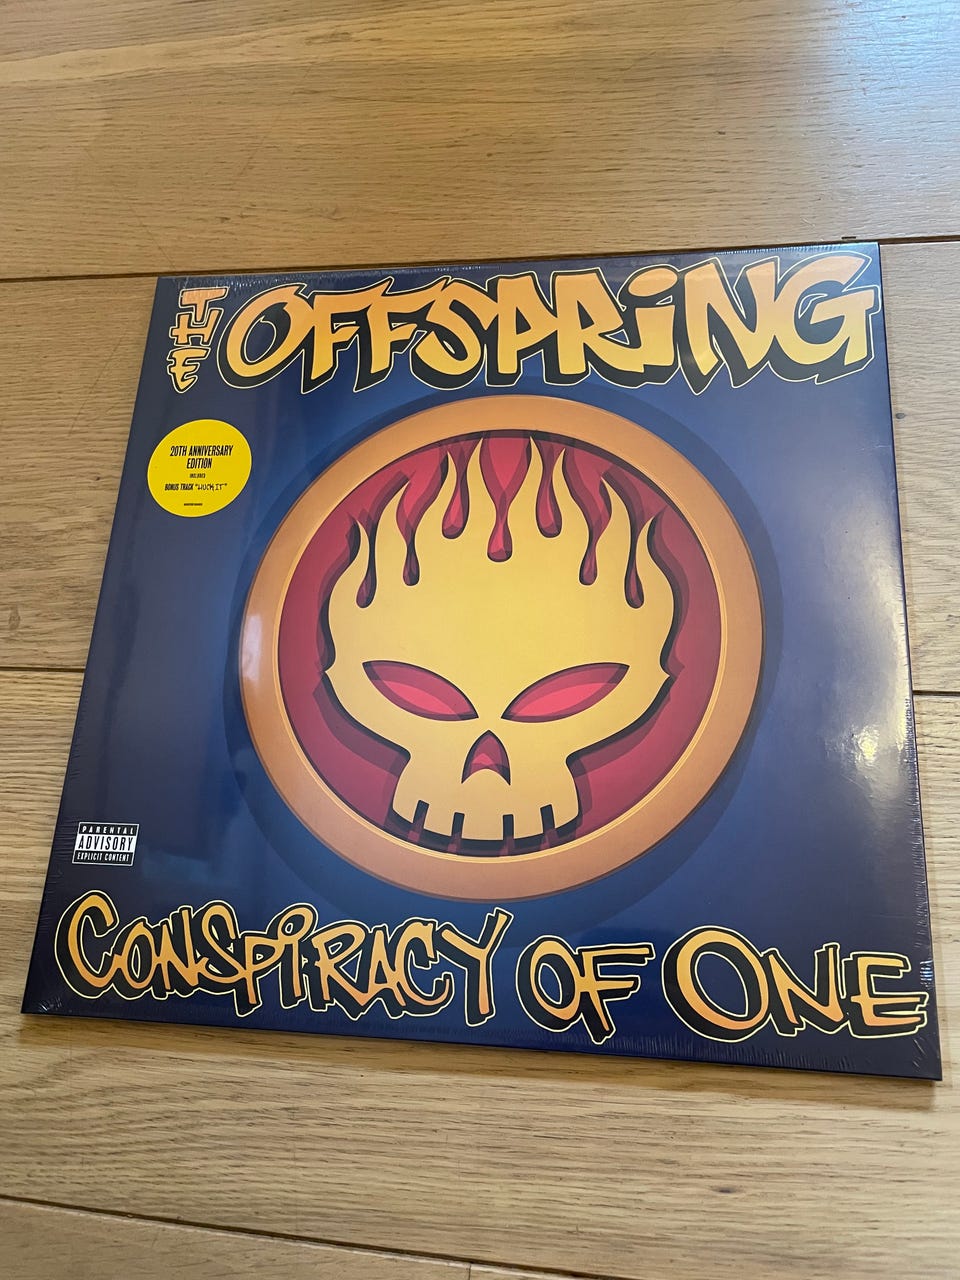 THE OFFSPRING
20TH ANNIVERSARY
EDITION
INCLUDES
BONUS TRACK "HUCK IT"
PARENTAL
ADVISORY
EXPLICIT CONTENT
CONSPIRACY OF ONE